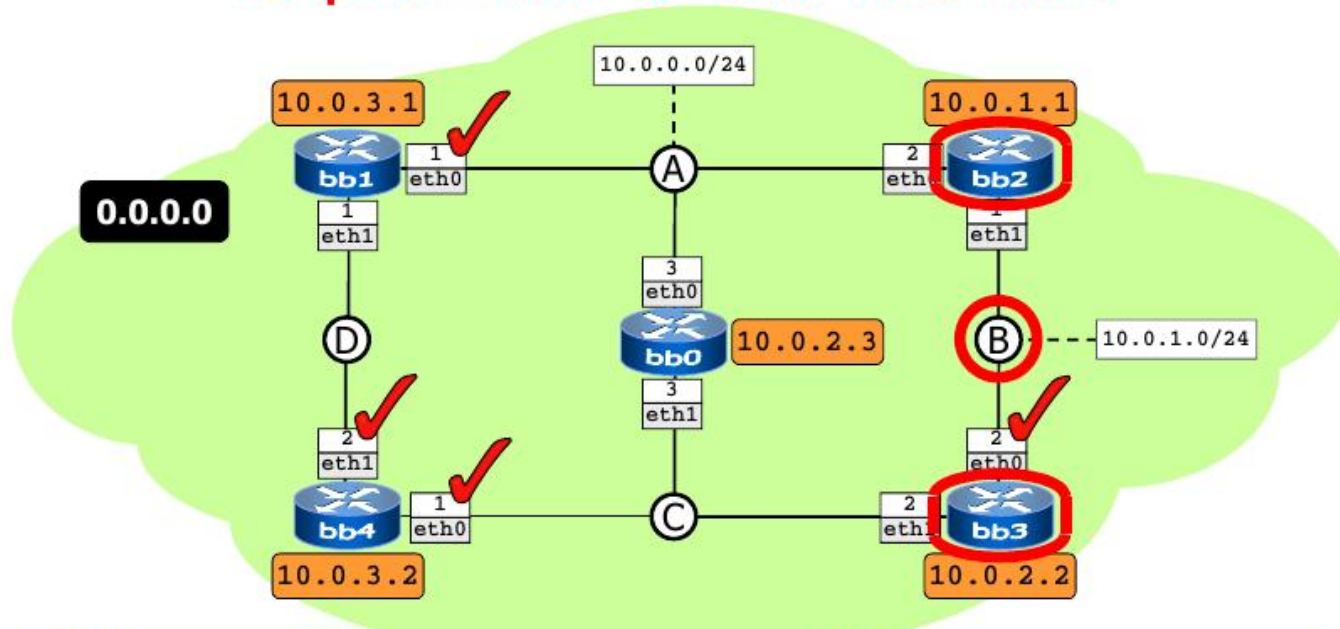 10.0.0.0/24
10.0.3.1
10.0.1.1
1
eth0
2
bb1
A
bb2
0.0.0.0
1
eth1
1
eth1
3
eth0
D
bb0
10.0.2.3
B
10.0.1.0/24
3
eth1
2
eth1
2
eth0
1
eth0
2
bb4
C
bb3
10.0.3.2
10.0.2.2